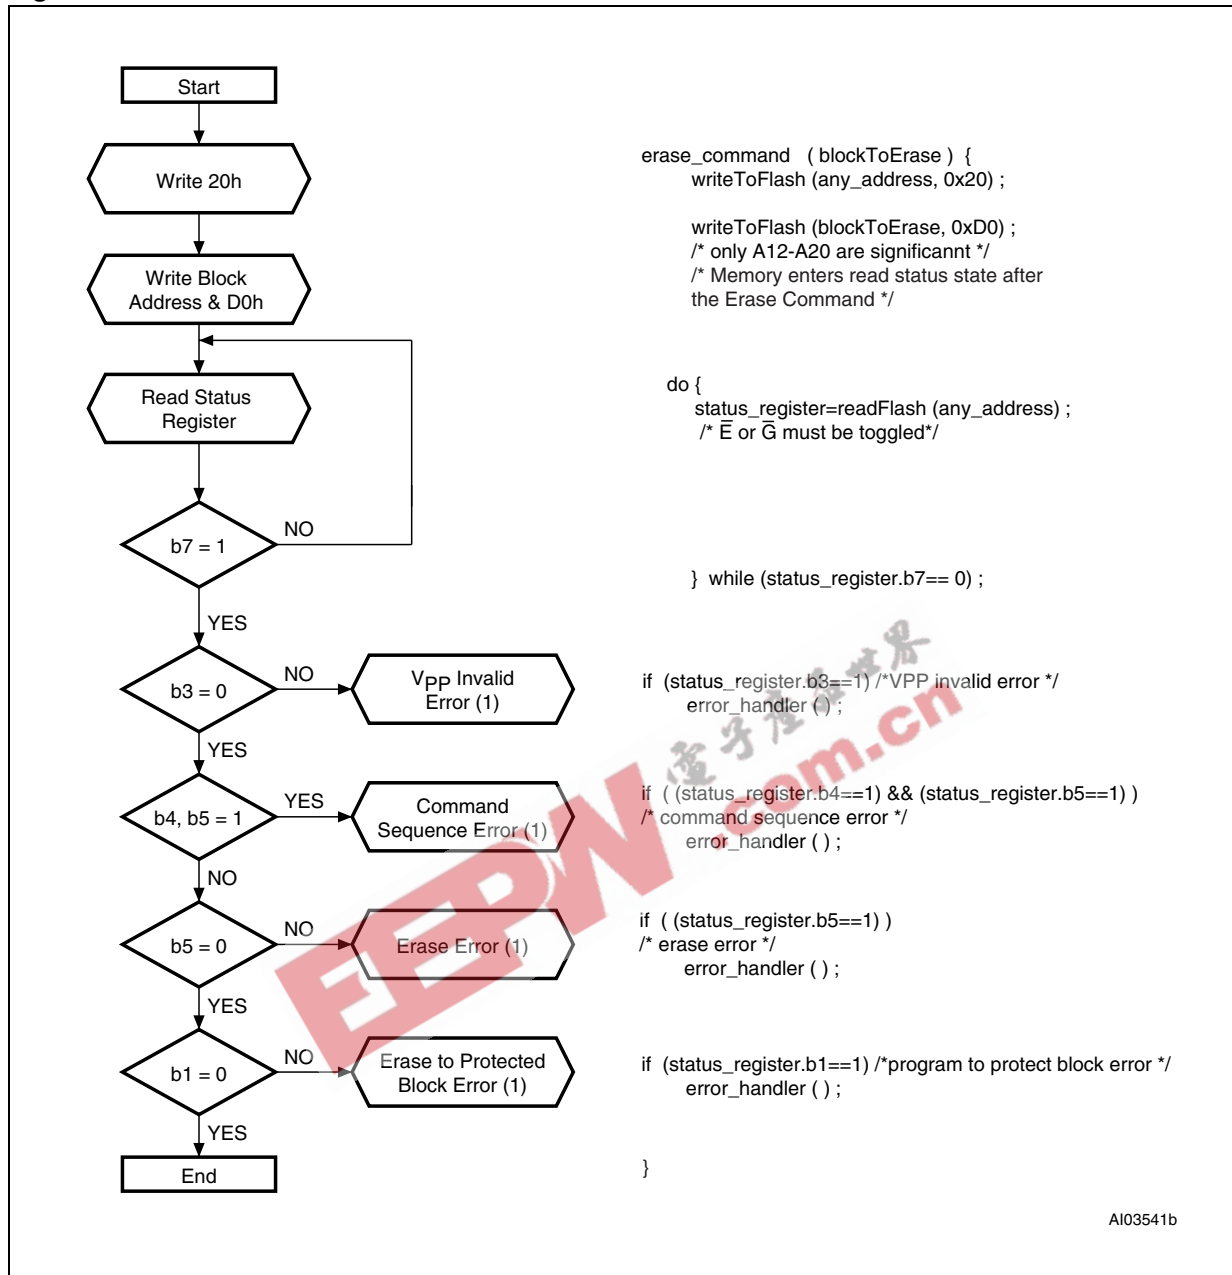 Start
Write 20h
Write Block
Address & D0h
Read Status
Register
b7 = 1
NO
YES
b3 = 0
NO
VPP Invalid
Error (1)
YES
b4, b5 = 1
YES
Command
Sequence Error (1)
NO
b5 = 0
NO
Erase Error (1)
YES
b1 = 0
NO
Erase to Protected
Block Error (1)
YES
End
erase_command ( blockToErase ) {
writeToFlash (any_address, 0x20) ;
writeToFlash (blockToErase, 0xD0) ;
/* only A12-A20 are significannt */
/* Memory enters read status state after
the Erase Command */
do {
status_register=readFlash (any_address) ;
/* E̅ or G̅ must be toggled*/
} while (status_register.b7== 0) ;
if (status_register.b3==1) /*VPP invalid error */
error_handler ( ) ;
if ( (status_register.b4==1) && (status_register.b5==1) )
/* command sequence error */
error_handler ( ) ;
if ( (status_register.b5==1) )
/* erase error */
error_handler ( ) ;
if (status_register.b1==1) /*program to protect block error */
error_handler ( ) ;
}
AI03541b
EEPW 電子產品世界
.com.cn